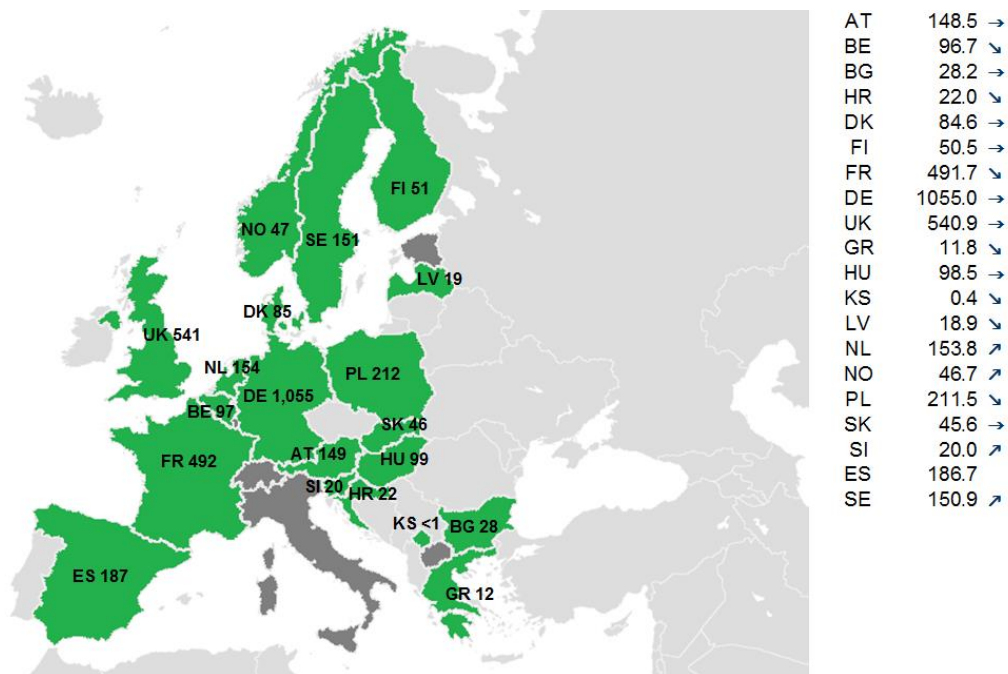 FI 51
NO 47
SE 151
LV 19
DK 85
UK 541
NL 154
PL 212
DE 1,055
BE 97
SK 46
AT 149
FR 492
HU 99
SI 20
HR 22
KS <1
BG 28
ES 187
GR 12
AT 148.5 →
BE 96.7 ↘
BG 28.2 →
HR 22.0 ↘
DK 84.6 →
FI 50.5 →
FR 491.7 ↘
DE 1055.0 →
UK 540.9 →
GR 11.8 ↘
HU 98.5 →
KS 0.4 ↘
LV 18.9 ↘
NL 153.8 ↗
NO 46.7 ↗
PL 211.5 ↘
SK 45.6 →
SI 20.0 ↗
ES 186.7
SE 150.9 ↗